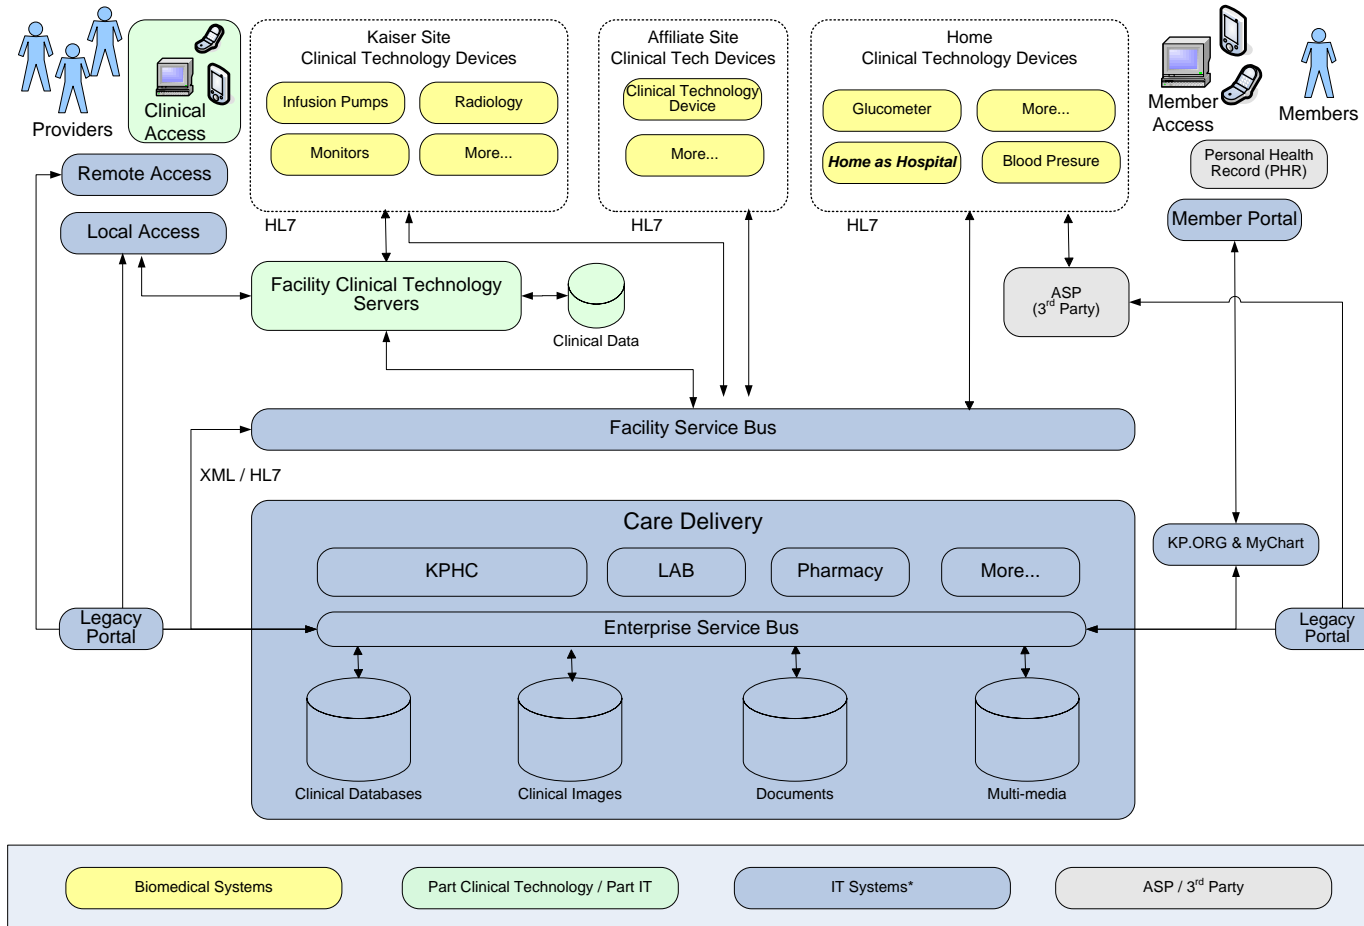 Providers
Clinical
Access
Kaiser Site
Clinical Technology Devices
Infusion Pumps
Radiology
Monitors
More...
Affiliate Site
Clinical Tech Devices
Clinical Technology
Device
More...
Home
Clinical Technology Devices
Glucometer
More...
Home as Hospital
Blood Presure
Member
Access
Members
Personal Health
Record (PHR)
Remote Access
Local Access
Member Portal
HL7
HL7
HL7
Facility Clinical Technology
Servers
Clinical Data
ASP
(3rd Party)
Facility Service Bus
XML / HL7
Care Delivery
KPHC
LAB
Pharmacy
More...
KP.ORG & MyChart
Legacy
Portal
Enterprise Service Bus
Legacy
Portal
Clinical Databases
Clinical Images
Documents
Multi-media
Biomedical Systems
Part Clinical Technology / Part IT
IT Systems*
ASP / 3rd Party